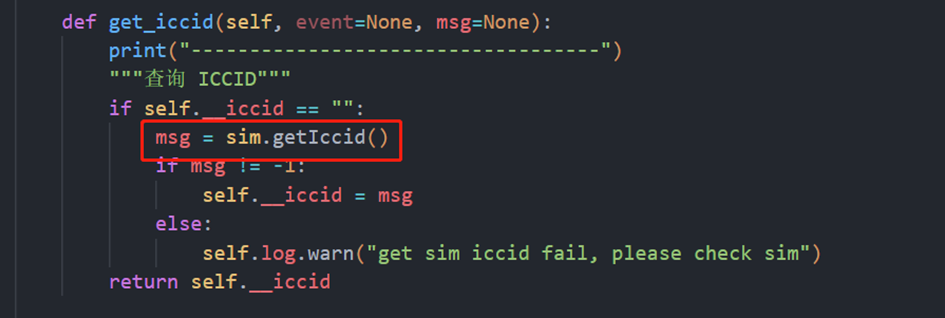 def get_iccid(self, event=None, msg=None):
print("-----------------------------------")
"""查询 ICCID"""
if self.__iccid == "":
msg = sim.getIccid()
if msg != -1:
self.__iccid = msg
else:
self.log.warn("get sim iccid fail, please check sim")
return self.__iccid